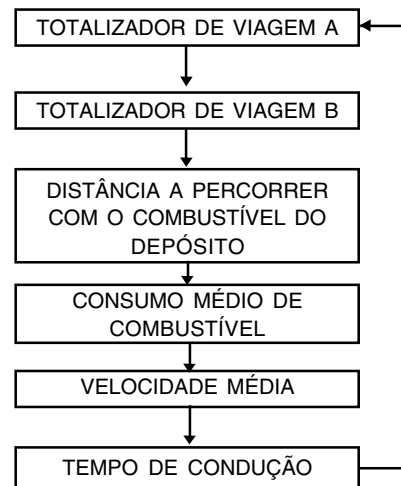 TOTALIZADOR DE VIAGEM A
TOTALIZADOR DE VIAGEM B
DISTÂNCIA A PERCORRER
COM O COMBUSTÍVEL DO
DEPÓSITO
CONSUMO MÉDIO DE
COMBUSTÍVEL
VELOCIDADE MÉDIA
TEMPO DE CONDUÇÃO